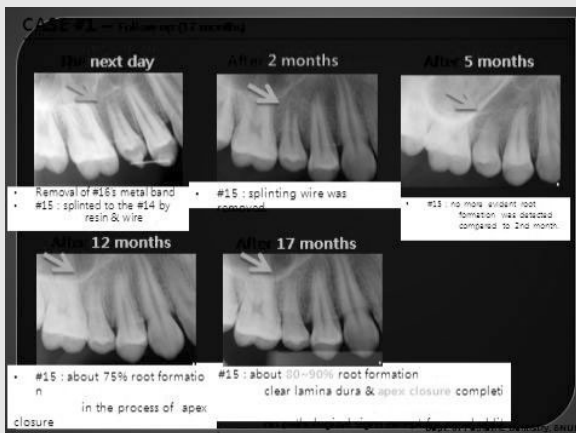 CASE #1 – Follow up (17 months)
The next day
After 2 months
After 5 months
• Removal of #16s metal band
• #15 : splinted to the #14 by
resin & wire
• #15 : splinting wire was
removed
• #15 : no more evident root
formation was detected
compared to 2nd month.
After 12 months
After 17 months
• #15 : about 75% root formatio
n
in the process of apex
closure
#15 : about 80~90% root formation
clear lamina dura & apex closure completi